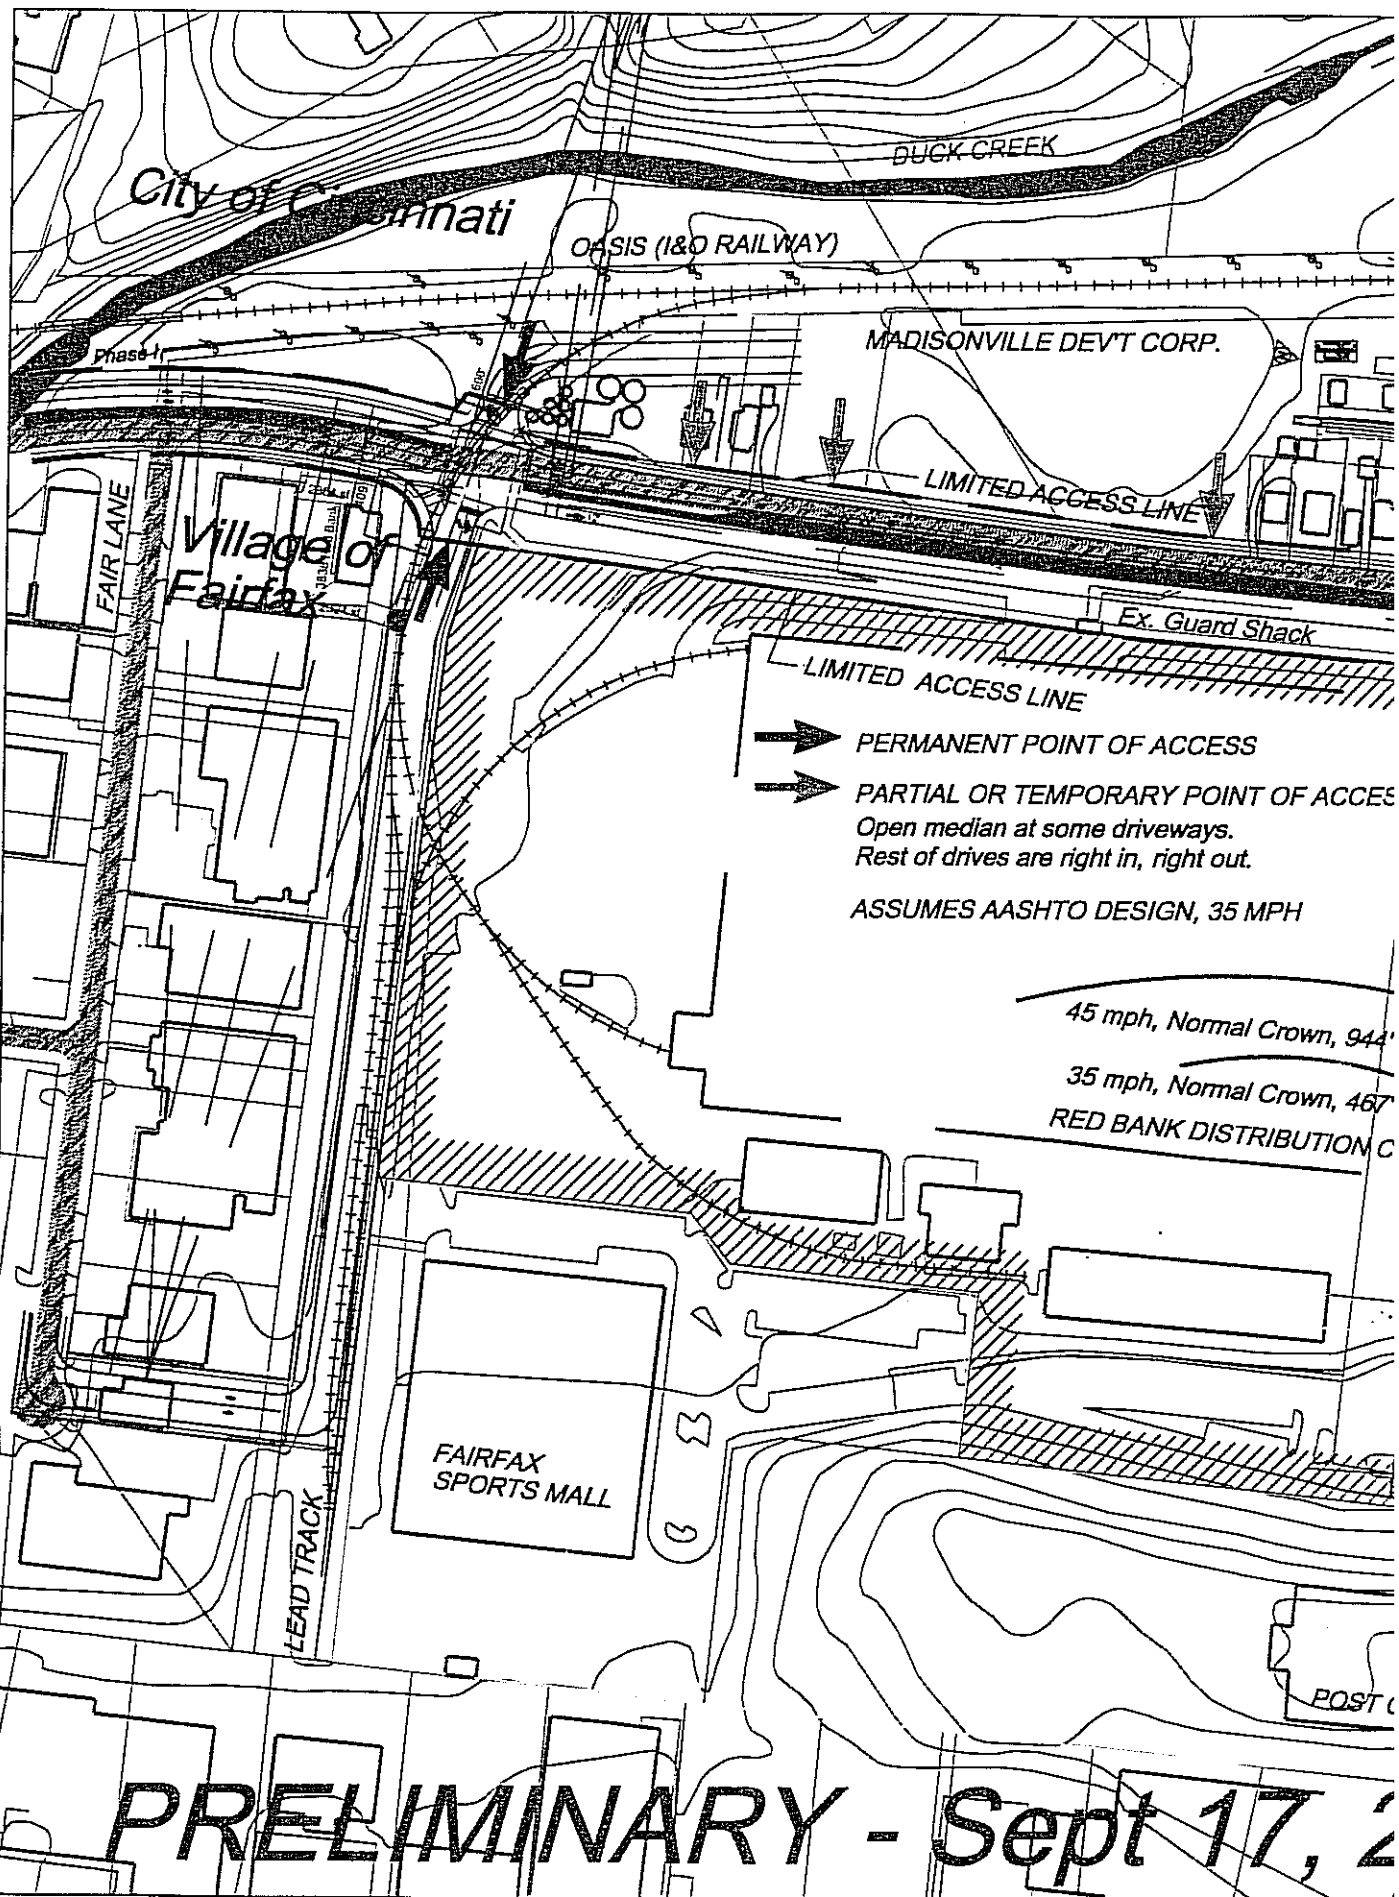 DUCK CREEK
City of Cincinnati
OASIS (I&O RAILWAY)
MADISONVILLE DEV'T CORP.
Phase I
600'
LIMITED ACCESS LINE
FAIR LANE
Village of
Fairfax
Ex. Guard Shack
LIMITED ACCESS LINE
PERMANENT POINT OF ACCESS
PARTIAL OR TEMPORARY POINT OF ACCES
Open median at some driveways.
Rest of drives are right in, right out.
ASSUMES AASHTO DESIGN, 35 MPH
45 mph, Normal Crown, 944'
35 mph, Normal Crown, 467'
RED BANK DISTRIBUTION C
FAIRFAX
SPORTS MALL
LEAD TRACK
POST
PRELIMINARY - Sept 17, 2